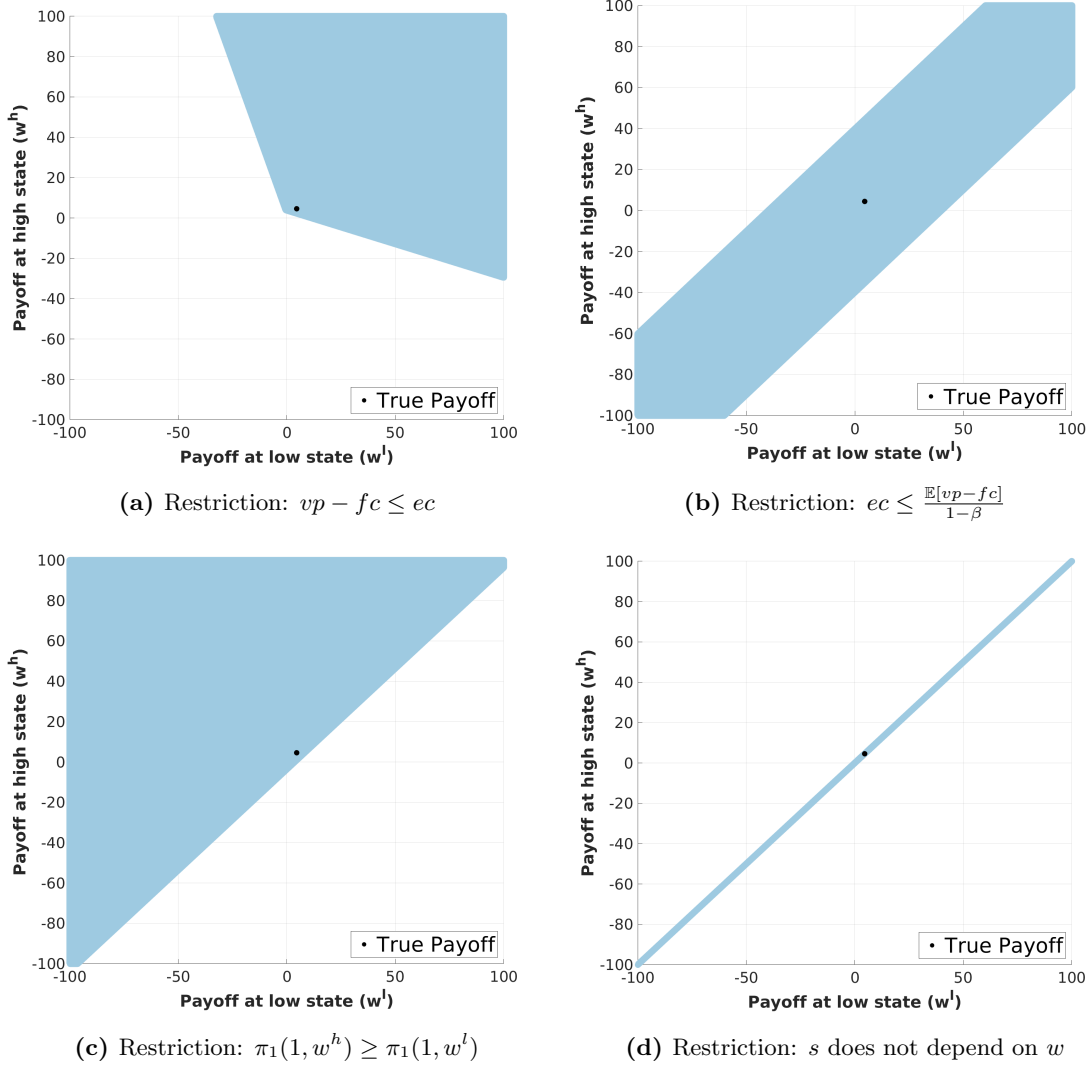 100
80
60
40
20
0
-20
-40
-60
-80
-100
-100 -50 0 50 100
Payoff at high state (w^h)
Payoff at low state (w^l)
• True Payoff
(a) Restriction: vp − fc ≤ ec
100
80
60
40
20
0
-20
-40
-60
-80
-100
-100 -50 0 50 100
Payoff at high state (w^h)
Payoff at low state (w^l)
• True Payoff
(b) Restriction: ec ≤ 𝔼[vp−fc] / 1−β
100
80
60
40
20
0
-20
-40
-60
-80
-100
-100 -50 0 50 100
Payoff at high state (w^h)
Payoff at low state (w^l)
• True Payoff
(c) Restriction: π₁(1, w^h) ≥ π₁(1, w^l)
100
80
60
40
20
0
-20
-40
-60
-80
-100
-100 -50 0 50 100
Payoff at high state (w^h)
Payoff at low state (w^l)
• True Payoff
(d) Restriction: s does not depend on w